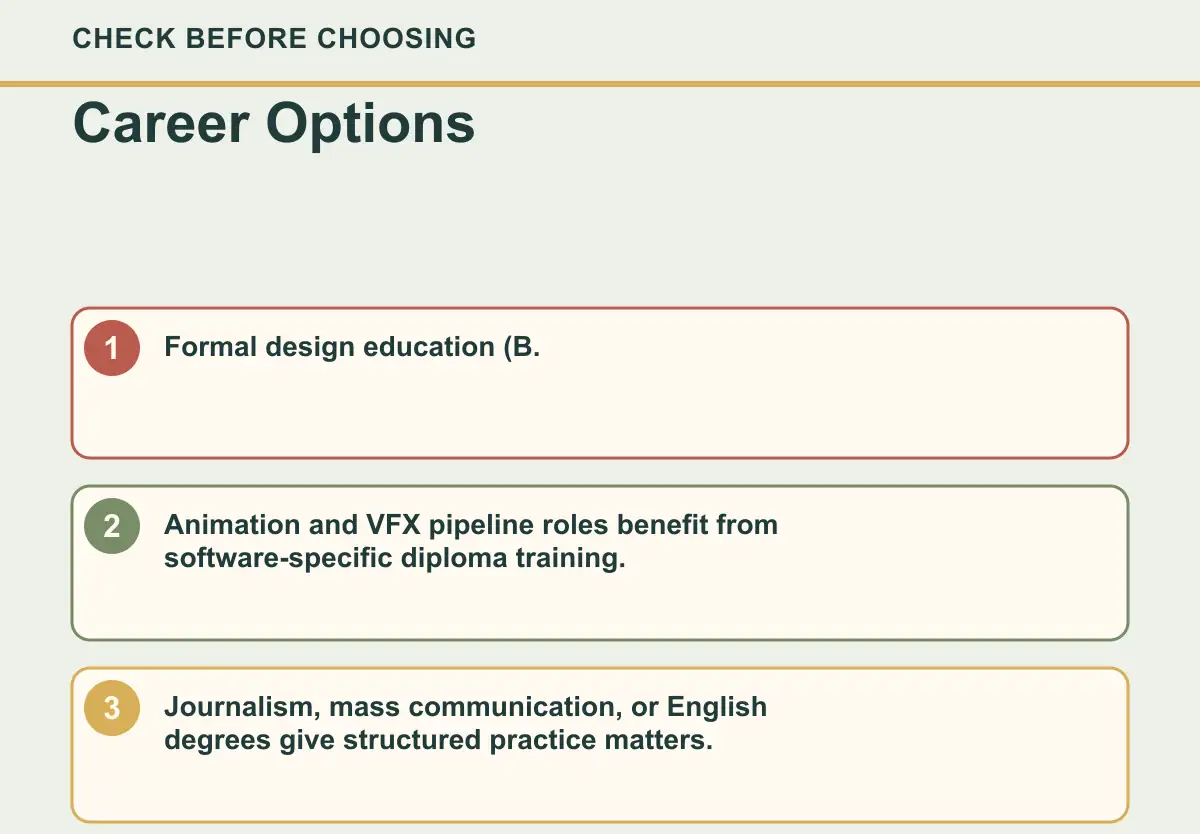 CHECK BEFORE CHOOSING
Career Options
1
Formal design education (B.
2
Animation and VFX pipeline roles benefit from
software-specific diploma training.
3
Journalism, mass communication, or English
degrees give structured practice matters.